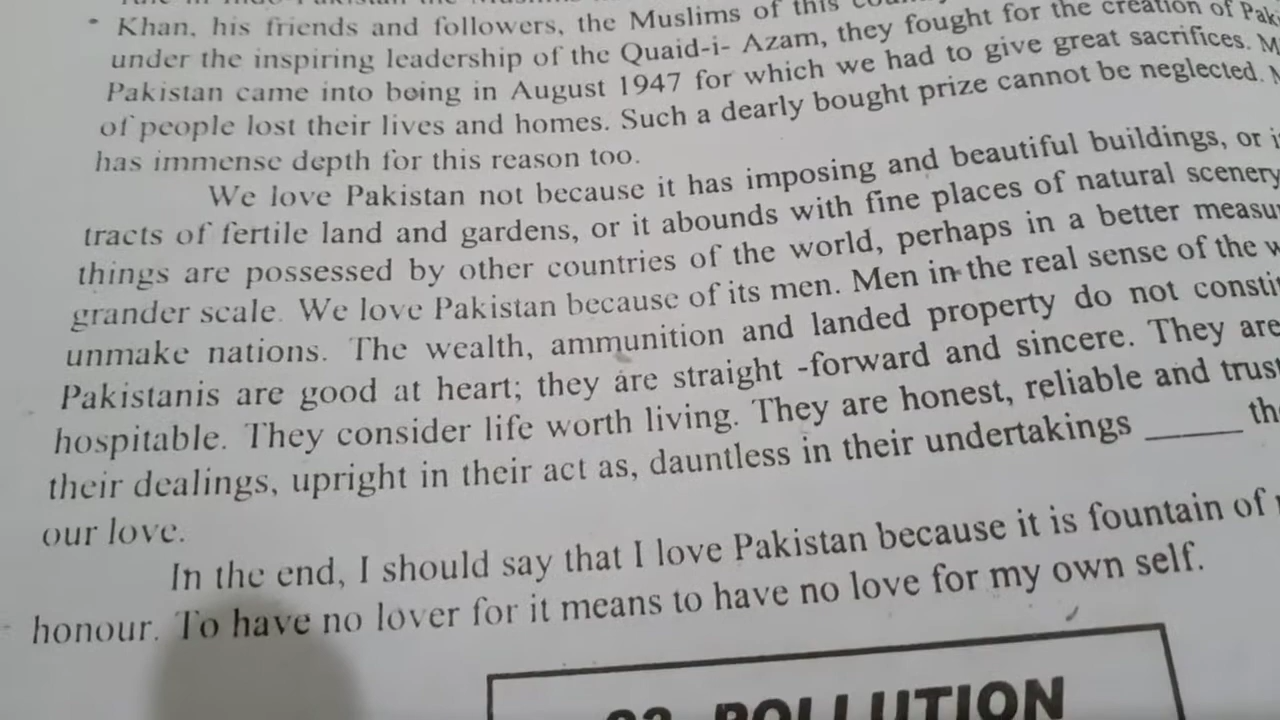 Khan, his friends and followers, the Muslims of this
under the inspiring leadership of the Quaid-i- Azam, they fought for the creation of
Pakistan came into being in August 1947 for which we had to give great sacrifices.
of people lost their lives and homes. Such a dearly bought prize cannot be neglected.
has immense depth for this reason too.
We love Pakistan not because it has imposing and beautiful buildings, or
tracts of fertile land and gardens, or it abounds with fine places of natural scenery
things are possessed by other countries of the world, perhaps in a better
grander scale. We love Pakistan because of its men. Men in the real sense of the
unmake nations. The wealth, ammunition and landed property do not
Pakistanis are good at heart; they are straight -forward and sincere. They are
hospitable. They consider life worth living. They are honest, reliable and
their dealings, upright in their act as, dauntless in their undertakings ______
our love.
In the end, I should say that I love Pakistan because it is fountain of
honour. To have no lover for it means to have no love for my own self.
POLLUTION